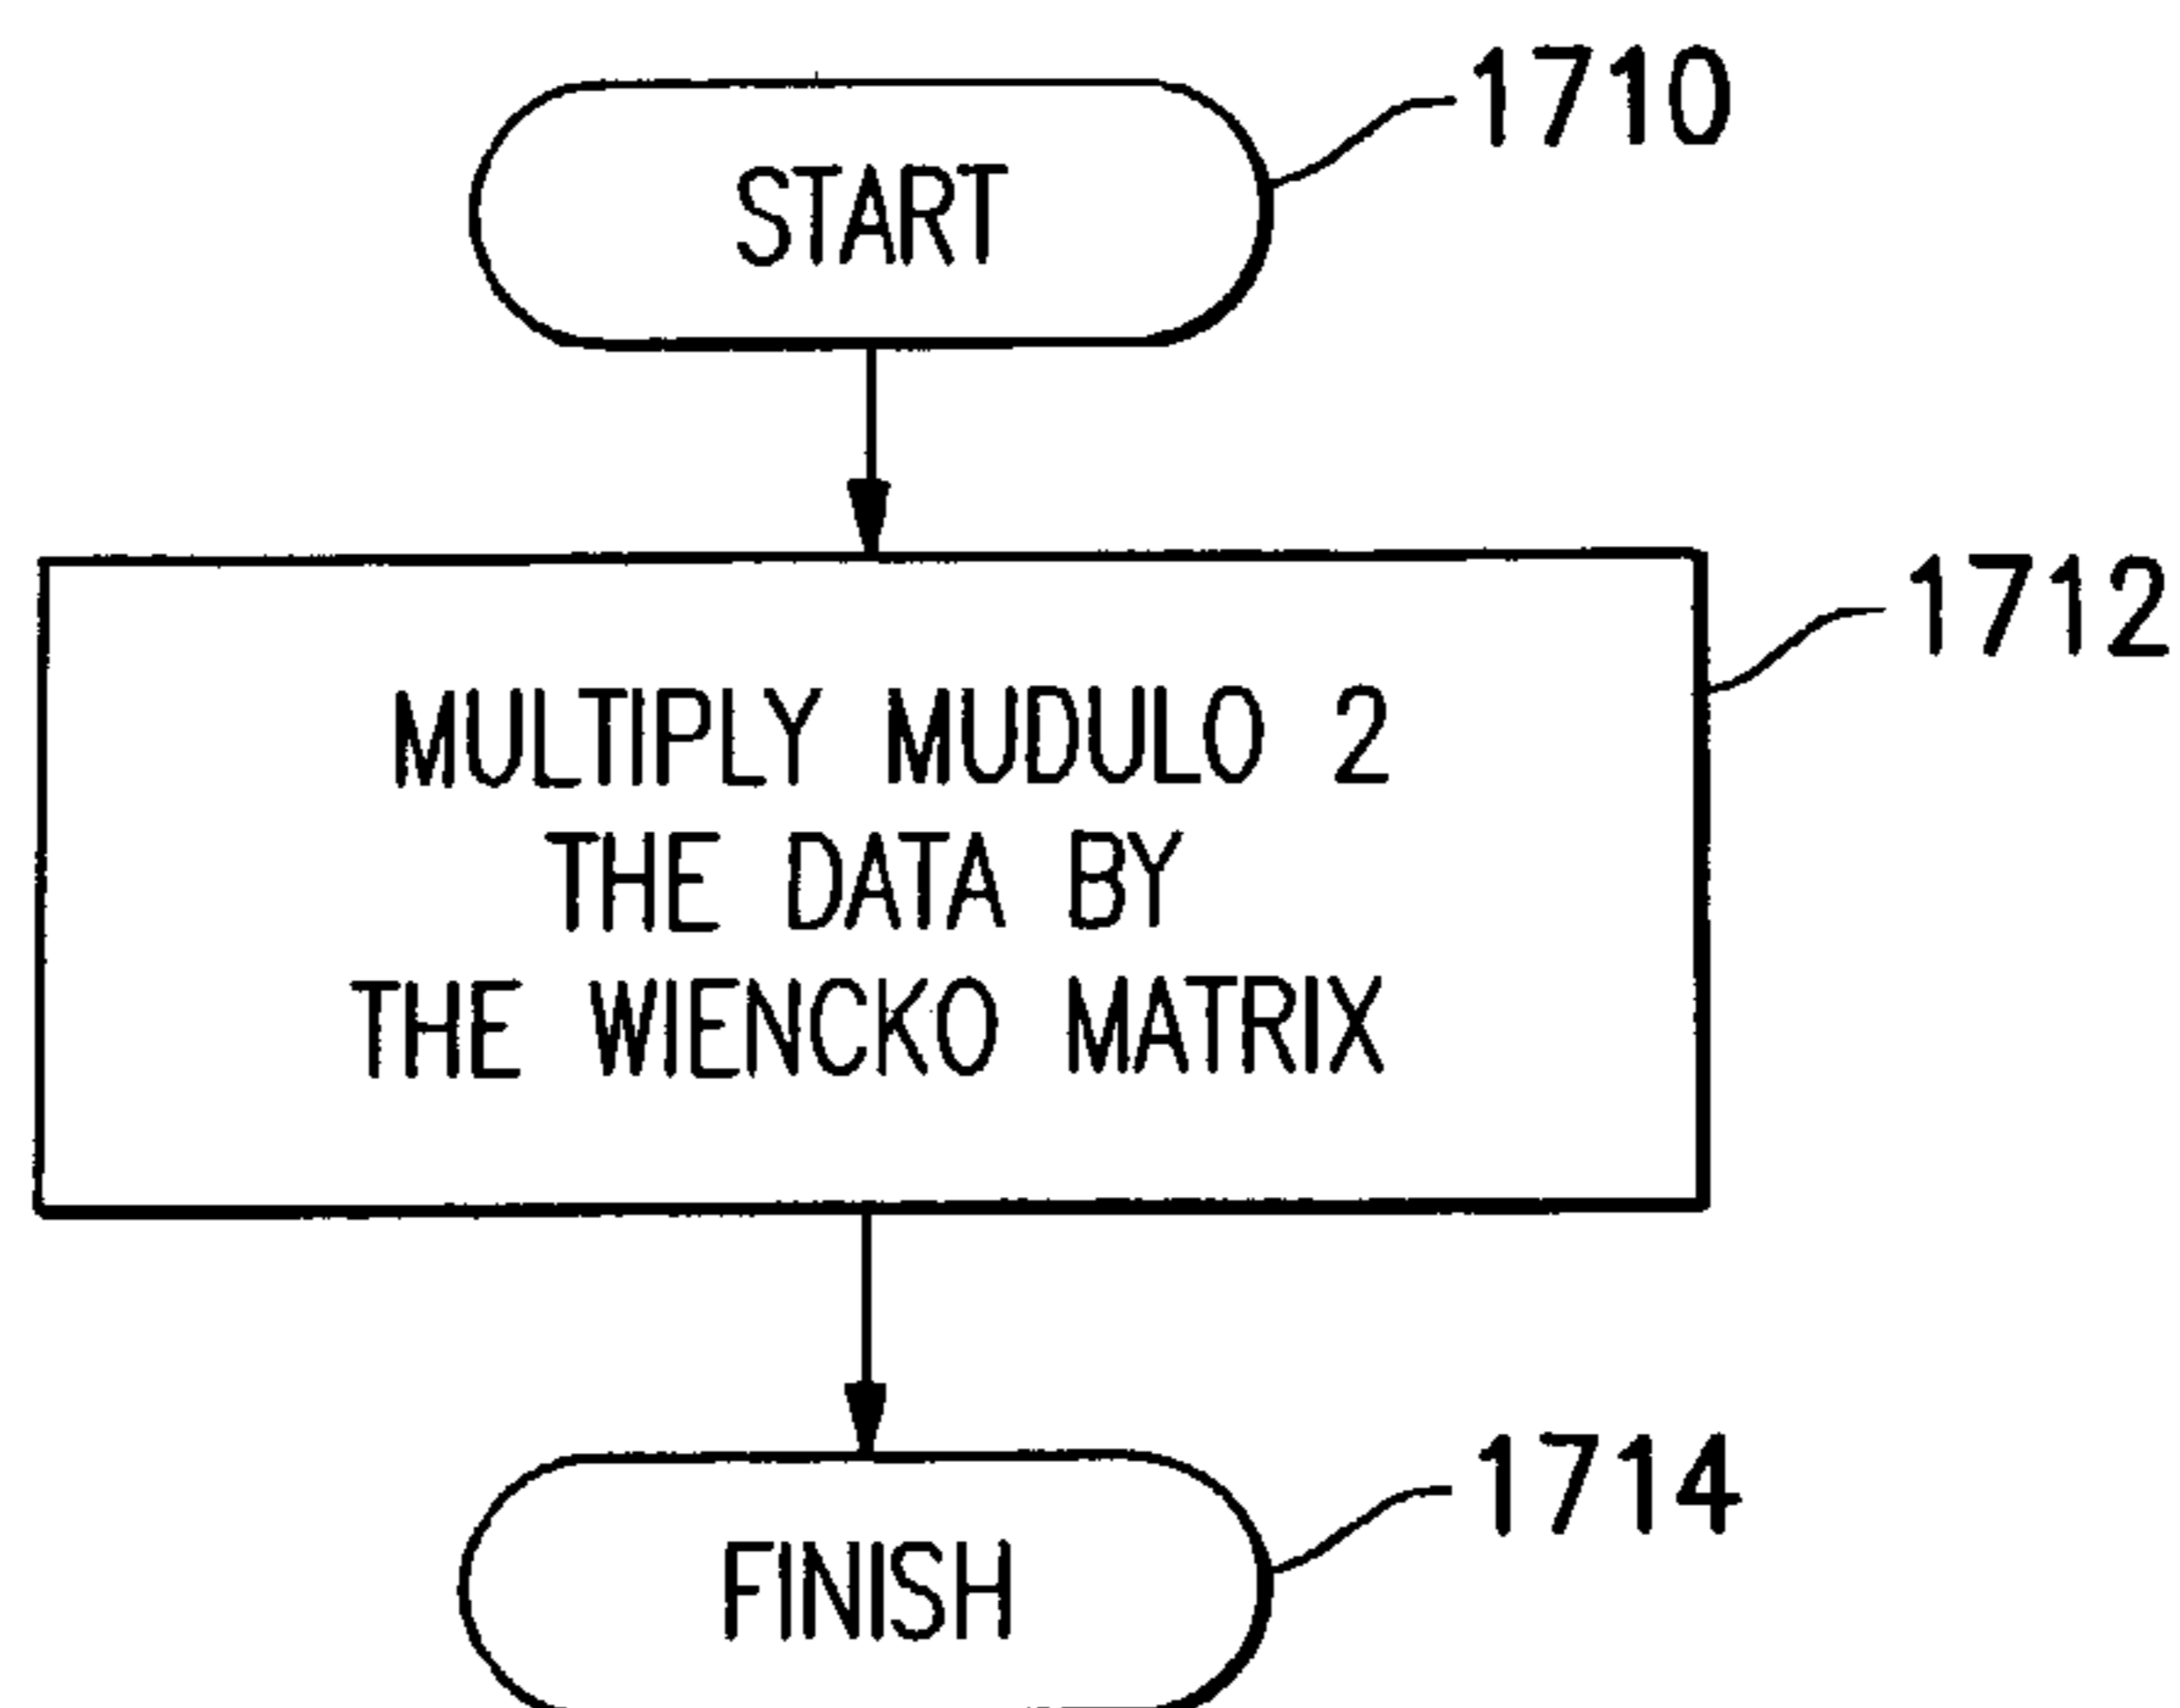 1710
START
1712
MULTIPLY MUDULO 2
THE DATA BY
THE WIENCKO MATRIX
1714
FINISH